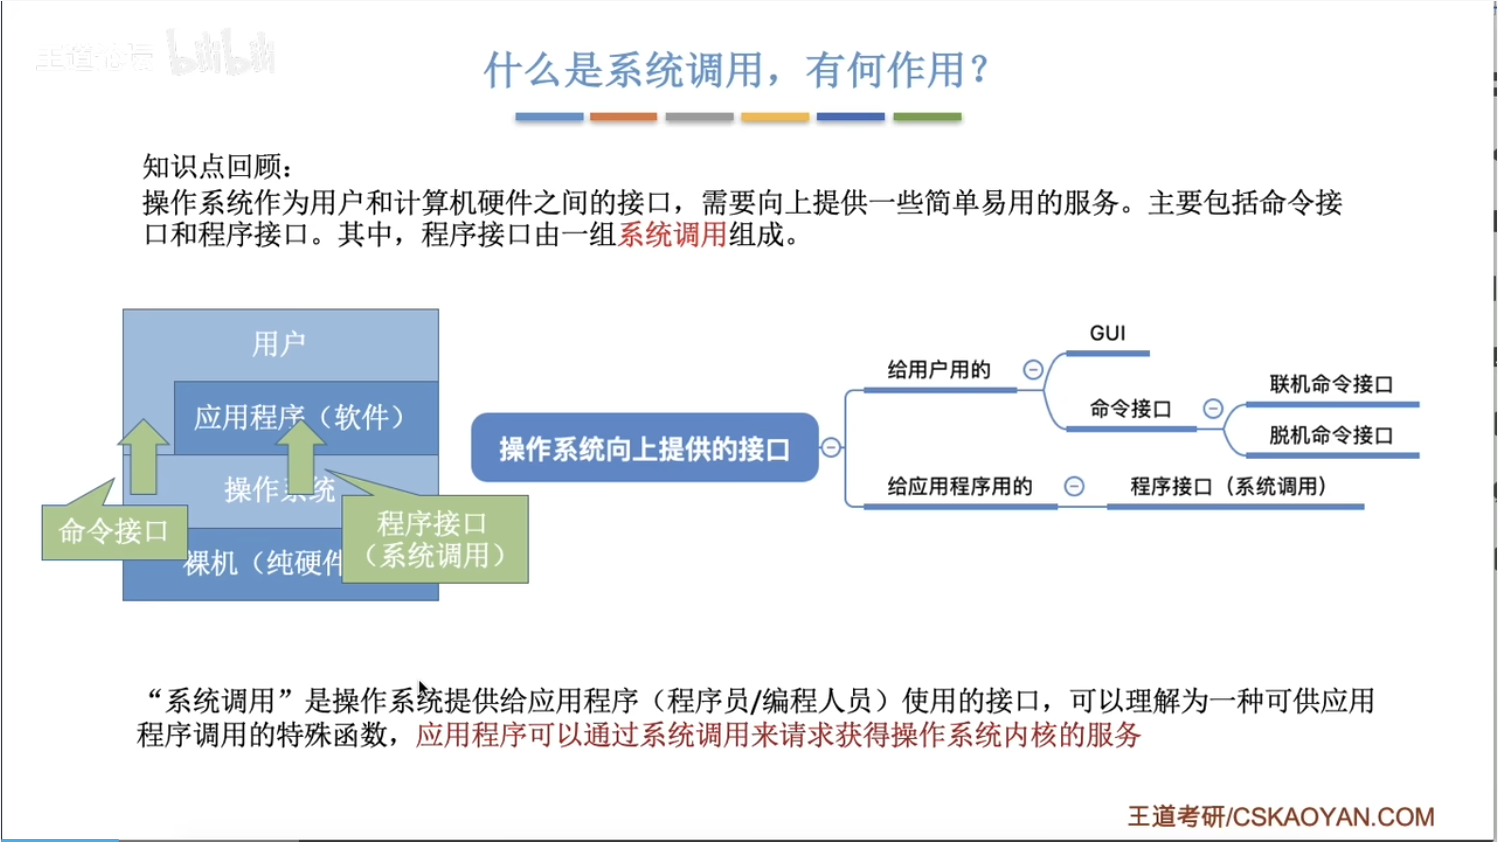 王道论坛 bilibili
什么是系统调用，有何作用？
知识点回顾：
操作系统作为用户和计算机硬件之间的接口，需要向上提供一些简单易用的服务。主要包括命令接
口和程序接口。其中，程序接口由一组系统调用组成。
用户
应用程序（软件）
操作系统
裸机（纯硬件
命令接口
程序接口
（系统调用）
操作系统向上提供的接口
给用户用的
GUI
命令接口
联机命令接口
脱机命令接口
给应用程序用的
程序接口（系统调用）
“系统调用”是操作系统提供给应用程序（程序员/编程人员）使用的接口，可以理解为一种可供应用
程序调用的特殊函数，应用程序可以通过系统调用来请求获得操作系统内核的服务
王道考研/CSKAOYAN.COM